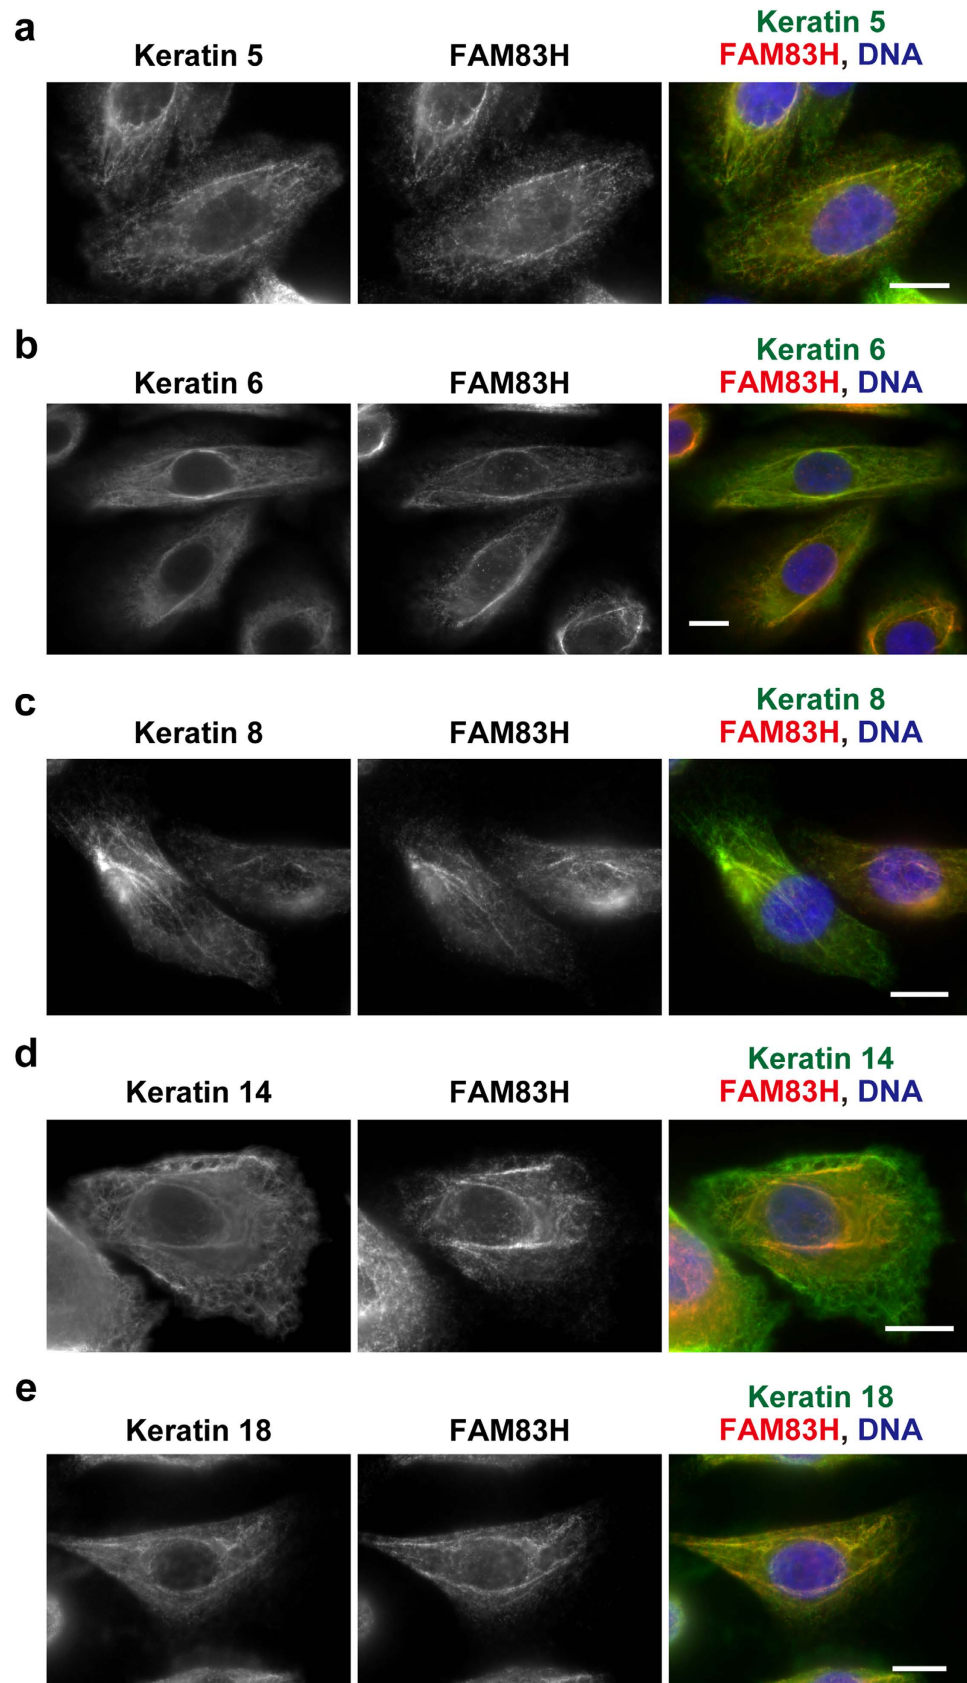 a
Keratin 5
FAM83H
Keratin 5
FAM83H, DNA
b
Keratin 6
FAM83H
Keratin 6
FAM83H, DNA
c
Keratin 8
FAM83H
Keratin 8
FAM83H, DNA
d
Keratin 14
FAM83H
Keratin 14
FAM83H, DNA
e
Keratin 18
FAM83H
Keratin 18
FAM83H, DNA